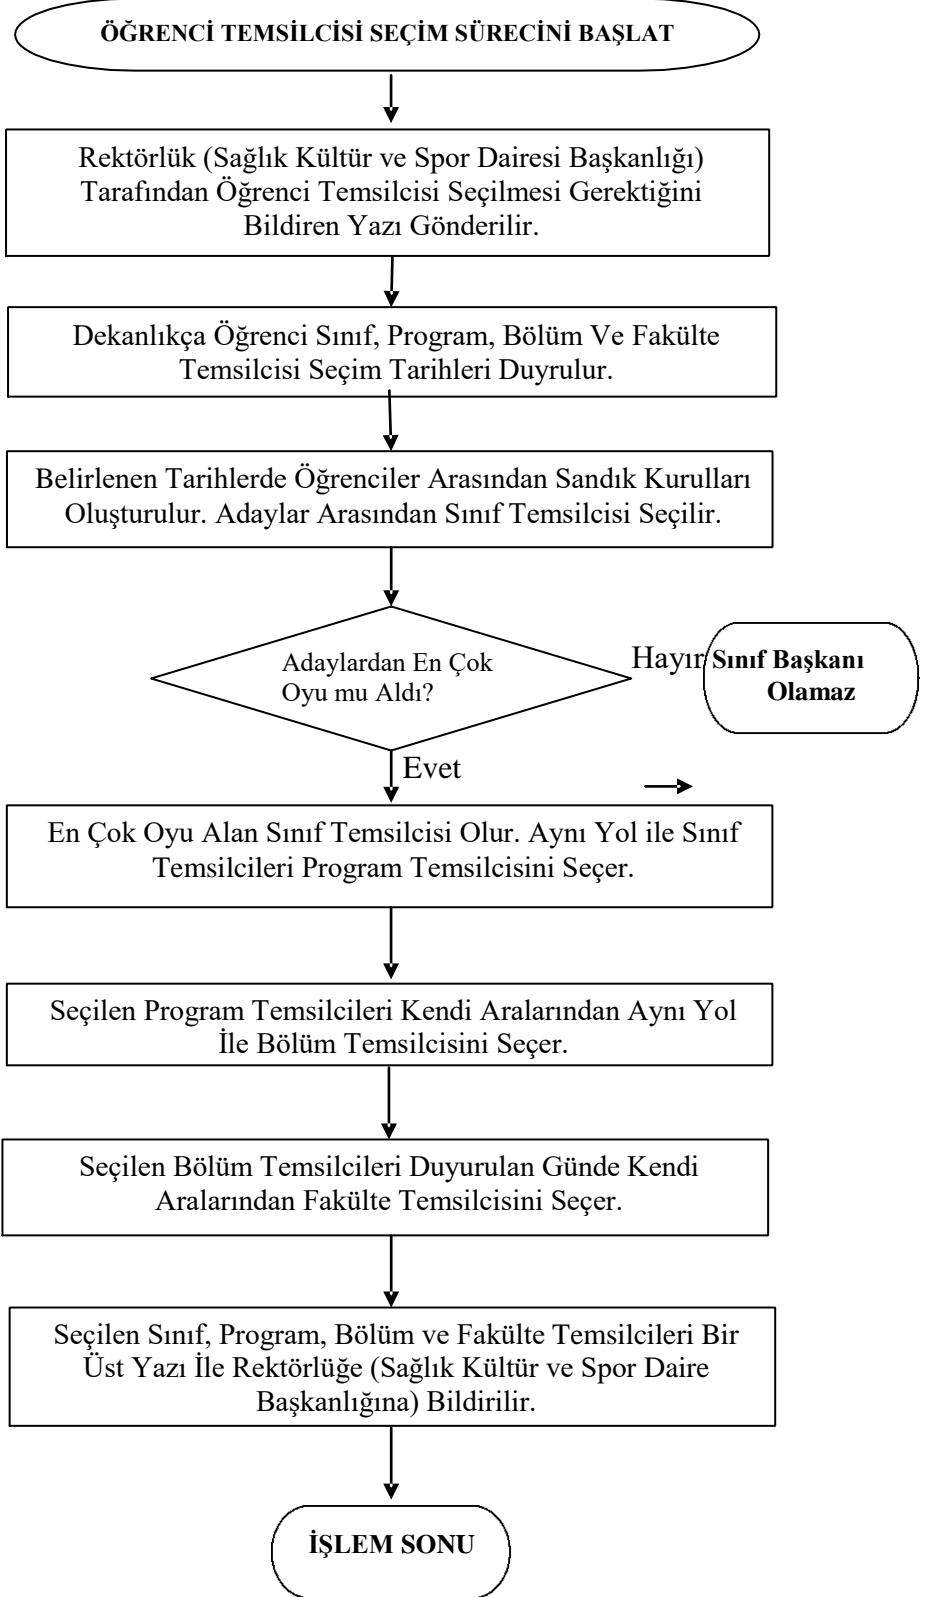 ÖĞRENCİ TEMSİLCİSİ SEÇİM SÜRECİNİ BAŞLAT
Rektörlük (Sağlık Kültür ve Spor Dairesi Başkanlığı)
Tarafından Öğrenci Temsilcisi Seçilmesi Gerektiğini
Bildiren Yazı Gönderilir.
Dekanlıkça Öğrenci Sınıf, Program, Bölüm Ve Fakülte
Temsilcisi Seçim Tarihleri Duyrulur.
Belirlenen Tarihlerde Öğrenciler Arasından Sandık Kurulları
Oluşturulur. Adaylar Arasından Sınıf Temsilcisi Seçilir.
Adaylardan En Çok
Oyu mu Aldı?
Hayır
Sınıf Başkanı
Olamaz
Evet
En Çok Oyu Alan Sınıf Temsilcisi Olur. Aynı Yol ile Sınıf
Temsilcileri Program Temsilcisini Seçer.
Seçilen Program Temsilcileri Kendi Aralarından Aynı Yol
İle Bölüm Temsilcisini Seçer.
Seçilen Bölüm Temsilcileri Duyurulan Günde Kendi
Aralarından Fakülte Temsilcisini Seçer.
Seçilen Sınıf, Program, Bölüm ve Fakülte Temsilcileri Bir
Üst Yazı İle Rektörlüğe (Sağlık Kültür ve Spor Daire
Başkanlığına) Bildirilir.
İŞLEM SONU